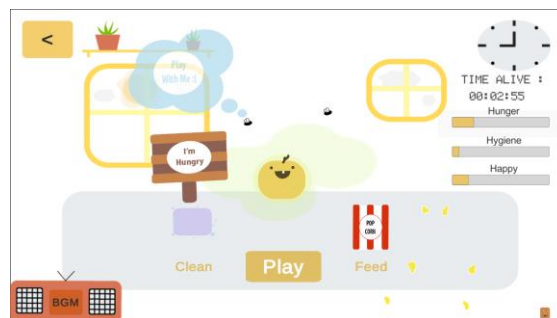 <
Play
With Me :(
TIME ALIVE :
00:02:55
Hunger
Hygiene
Happy
I'm
Hungry
POP
CORN
Clean
Play
Feed
BGM